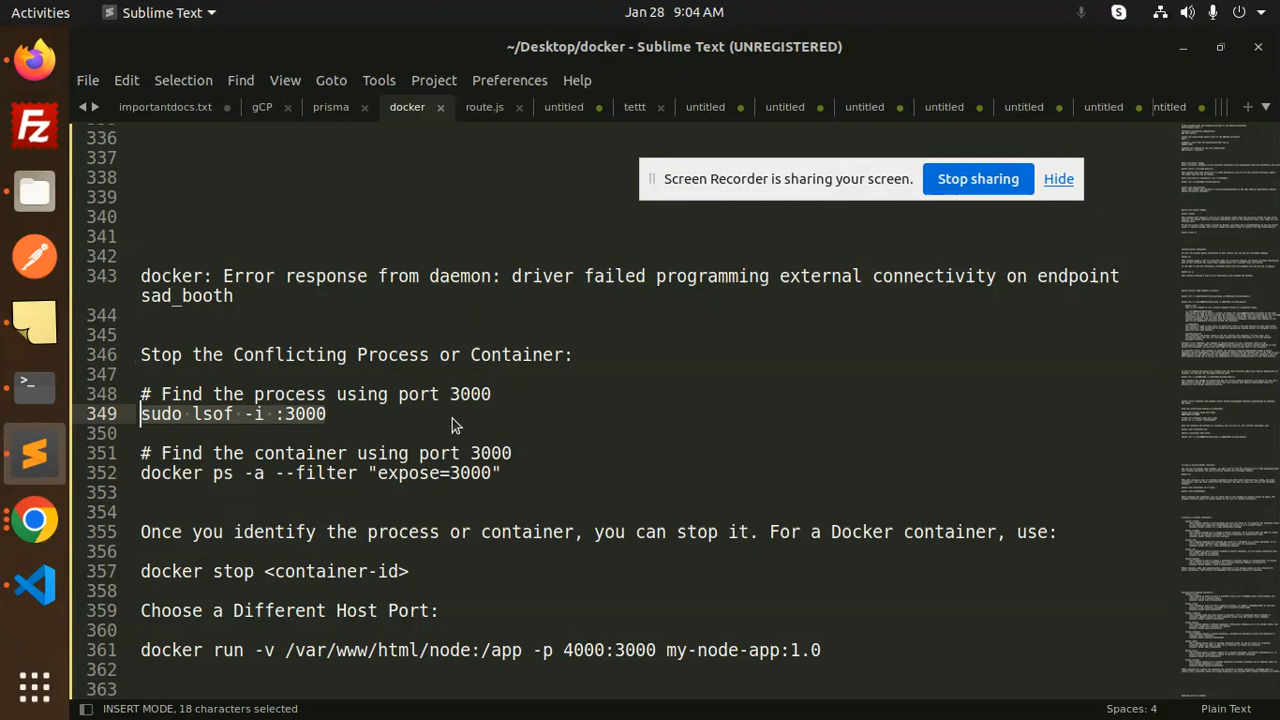 Activities
Sublime Text
Jan 28 9:04 AM
~/Desktop/docker - Sublime Text (UNREGISTERED)
File Edit Selection Find View Goto Tools Project Preferences Help
importantdocs.txt gCP prisma docker route.js untitled tettt untitled untitled untitled untitled untitled untitled ntitled
336
337
338
339
340
341
342
Screen Recorder is sharing your screen. Stop sharing Hide
343 docker: Error response from daemon: driver failed programming external connectivity on endpoint
sad_booth
344
345
346 Stop the Conflicting Process or Container:
347
348 # Find the process using port 3000
349 sudo lsof -i :3000
350
351 # Find the container using port 3000
352 docker ps -a --filter "expose=3000"
353
354
355 Once you identify the process or container, you can stop it. For a Docker container, use:
356
357 docker stop <container-id>
358
359 Choose a Different Host Port:
360
361 docker run -v /var/www/html/node:/app -p 4000:3000 my-node-app:1.0
362
363
INSERT MODE, 18 characters selected
Spaces: 4
Plain Text